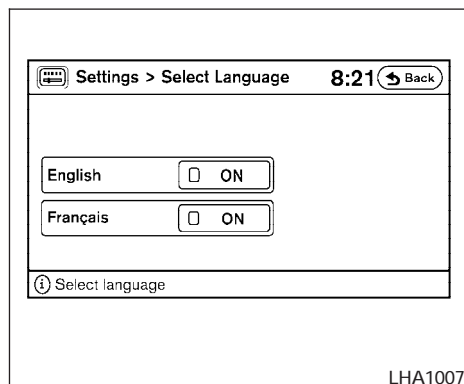 Settings > Select Language 8:21 Back
English ON
Français ON
Select language
LHA1007